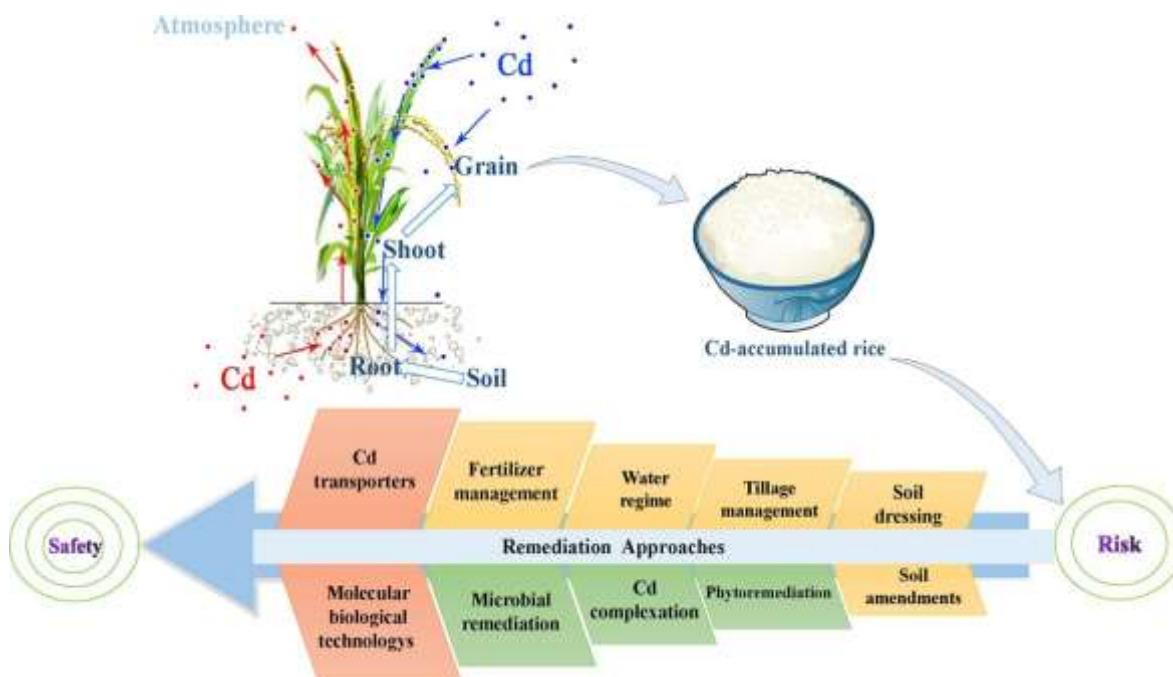 Atmosphere
Cd
Grain
Shoot
Cd-accumulated rice
Cd
Root
Soil
Cd
transporters
Fertilizer
management
Water
regime
Tillage
management
Soil
dressing
Safety
Remediation Approaches
Risk
Molecular
biological
technologys
Microbial
remediation
Cd
complexation
Phytoremediation
Soil
amendments